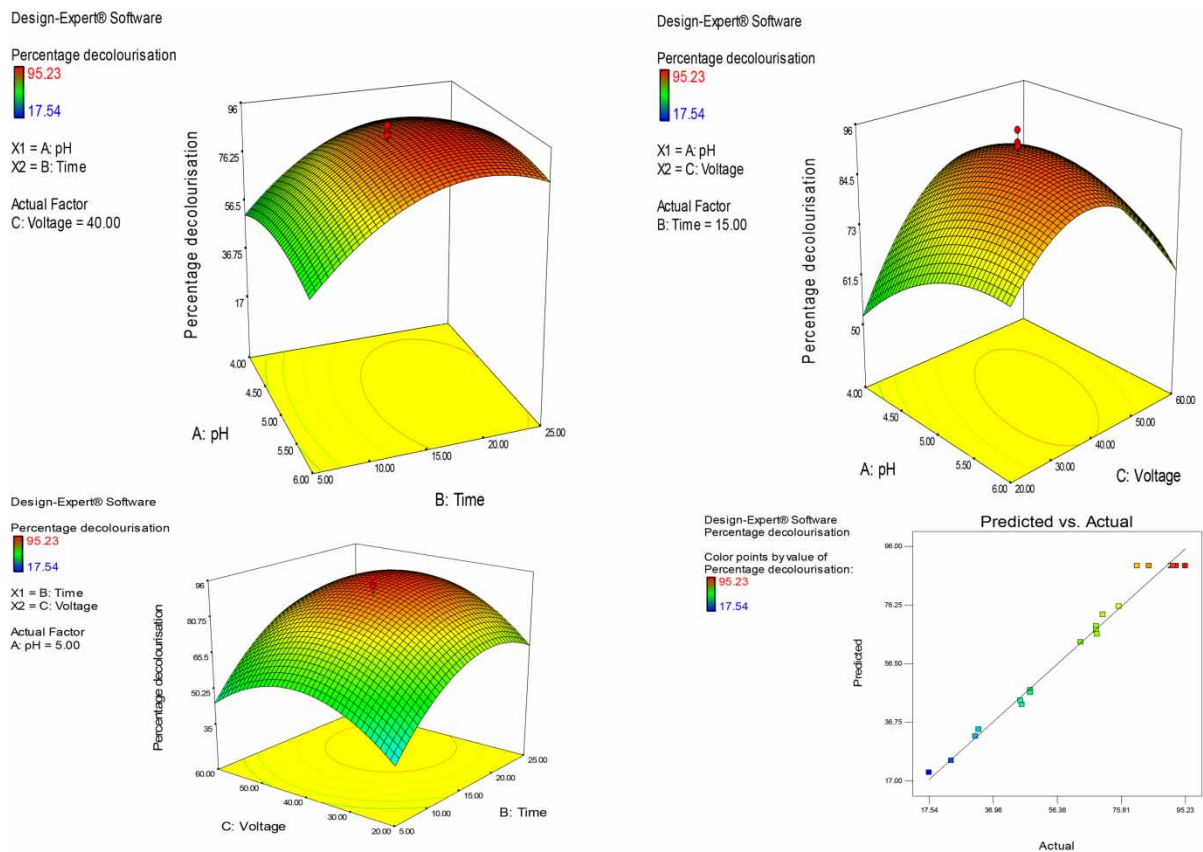 Design-Expert® Software
Percentage decolourisation
95.23
17.54
X1 = A: pH
X2 = B: Time
Actual Factor
C: Voltage = 40.00
Percentage decolourisation
96
76.25
56.5
36.75
17
4.00
4.50
5.00
5.50
6.00
A: pH
5.00
10.00
15.00
20.00
25.00
B: Time
Design-Expert® Software
Percentage decolourisation
95.23
17.54
X1 = A: pH
X2 = C: Voltage
Actual Factor
B: Time = 15.00
Percentage decolourisation
96
84.5
73
61.5
50
4.00
4.50
5.00
5.50
6.00
A: pH
20.00
30.00
40.00
50.00
60.00
C: Voltage
Design-Expert® Software
Percentage decolourisation
95.23
17.54
X1 = B: Time
X2 = C: Voltage
Actual Factor
A: pH = 5.00
Percentage decolourisation
96
80.75
65.5
50.25
35
60.00
50.00
40.00
30.00
20.00
C: Voltage
5.00
10.00
15.00
20.00
25.00
B: Time
Design-Expert® Software
Percentage decolourisation
Color points by value of
Percentage decolourisation:
95.23
17.54
Predicted vs. Actual
Predicted
96.00
76.25
56.50
36.75
17.00
17.54
36.96
56.38
75.81
95.23
Actual